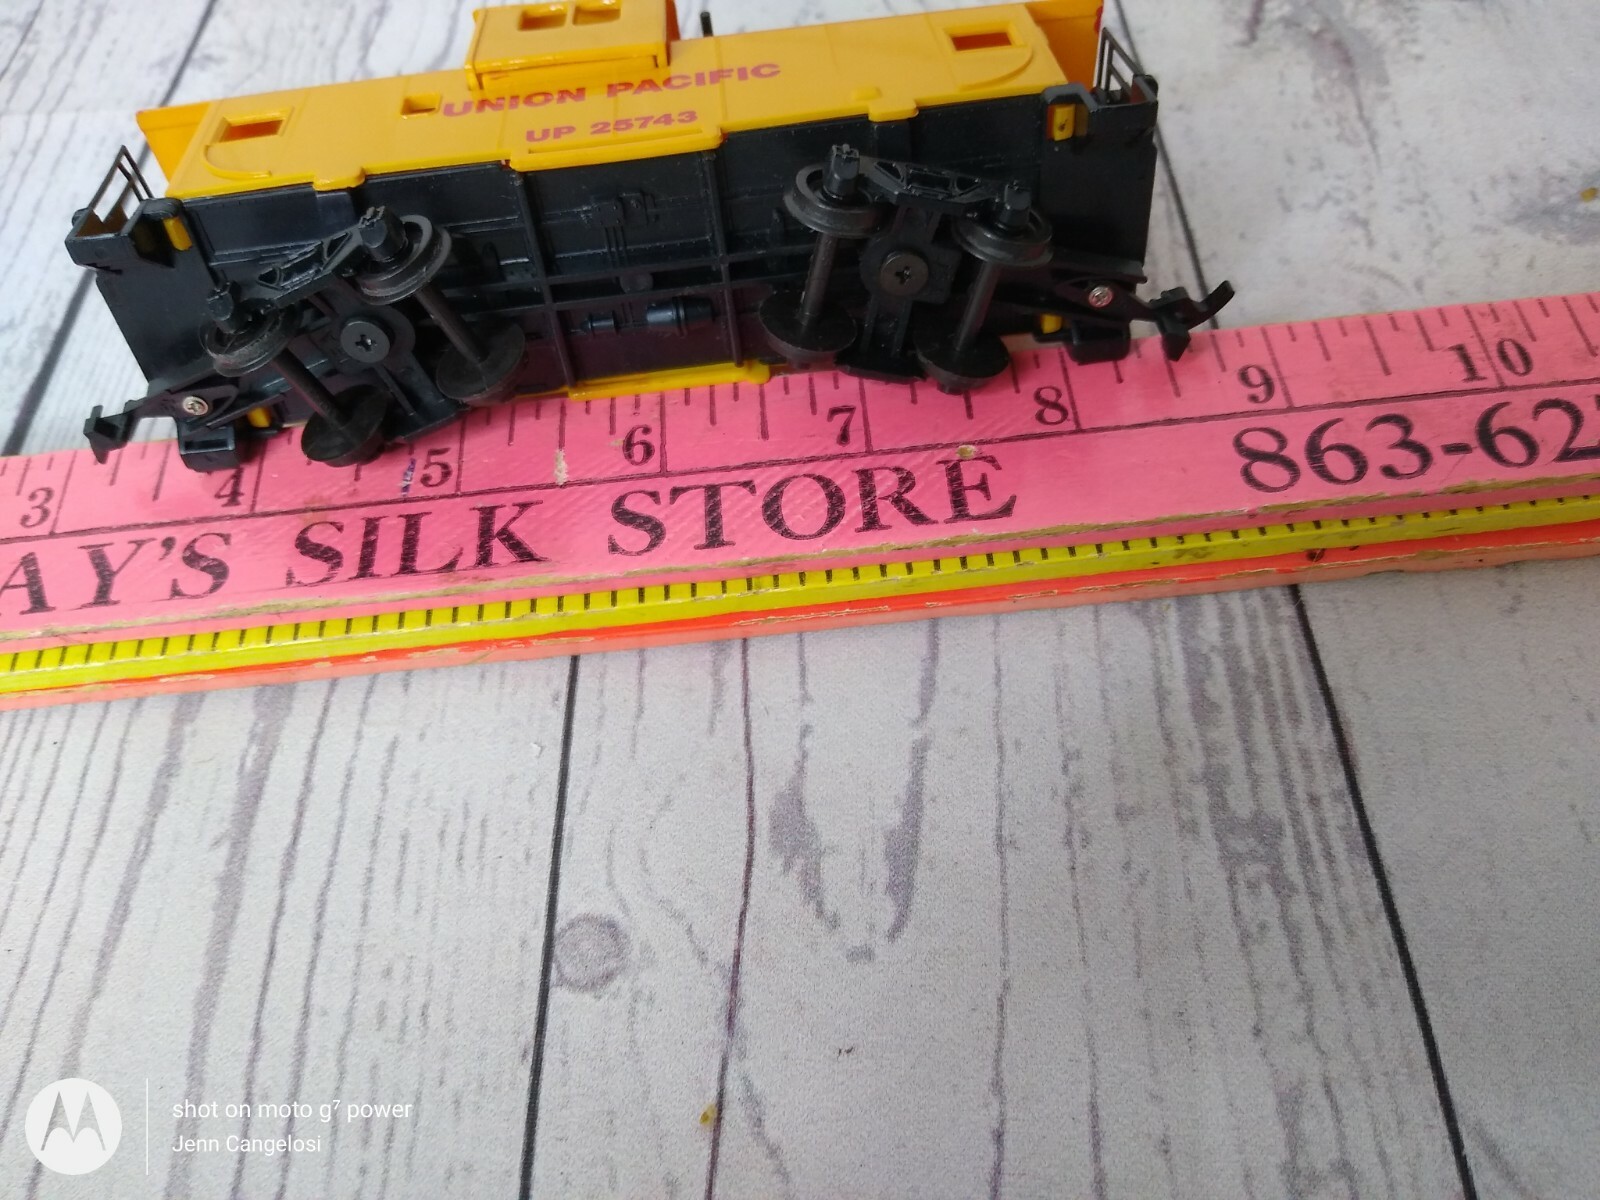 UNION PACIFIC
UP 25743
3 4 5 6 7 8 9 10
AY'S SILK STORE 863-62
shot on moto g⁷ power
Jenn Cangelosi